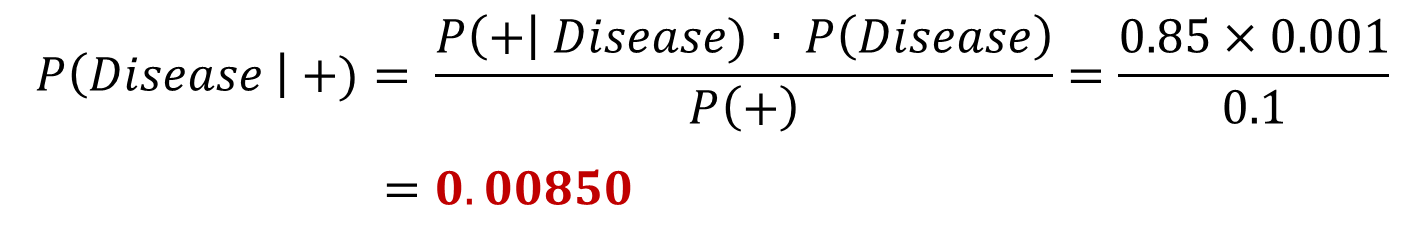 P(Disease | +) = P(+| Disease) · P(Disease) / P(+) = 0.85 × 0.001 / 0.1
= 0.00850